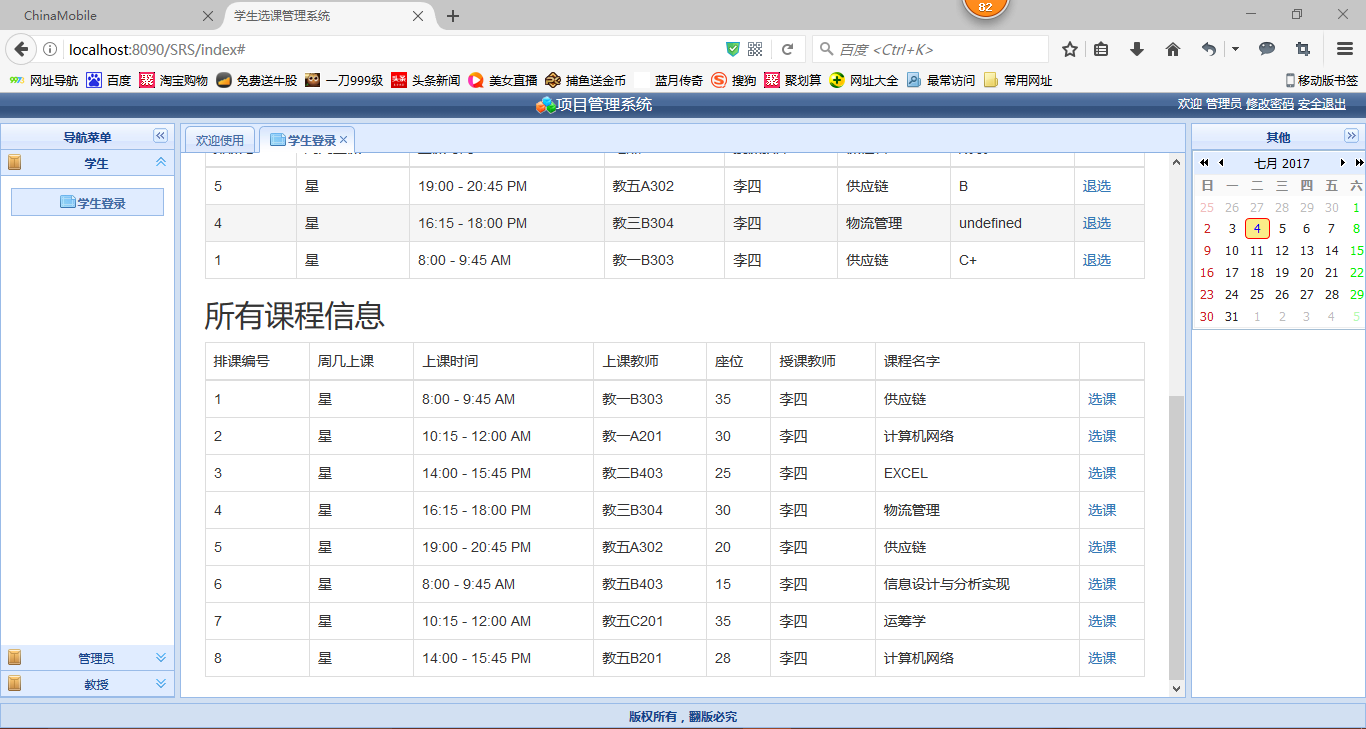 82
ChinaMobile 学生选课管理系统
localhost:8090/SRS/index# 百度 <Ctrl+K>
网址导航 百度 淘宝购物 免费送牛股 一刀999级 头条新闻 美女直播 捕鱼送金币 蓝月传奇 搜狗 聚划算 网址大全 最常访问 常用网址 移动版书签
项目管理系统 欢迎 管理员 修改密码 安全退出
导航菜单
学生
学生登录
管理员
教授
欢迎使用 学生登录
5 星 19:00 - 20:45 PM 教五A302 李四 供应链 B 退选
4 星 16:15 - 18:00 PM 教三B304 李四 物流管理 undefined 退选
1 星 8:00 - 9:45 AM 教一B303 李四 供应链 C+ 退选
所有课程信息
排课编号 周几上课 上课时间 上课教师 座位 授课教师 课程名字
1 星 8:00 - 9:45 AM 教一B303 35 李四 供应链 选课
2 星 10:15 - 12:00 AM 教一A201 30 李四 计算机网络 选课
3 星 14:00 - 15:45 PM 教二B403 25 李四 EXCEL 选课
4 星 16:15 - 18:00 PM 教三B304 30 李四 物流管理 选课
5 星 19:00 - 20:45 PM 教五A302 20 李四 供应链 选课
6 星 8:00 - 9:45 AM 教五B403 15 李四 信息设计与分析实现 选课
7 星 10:15 - 12:00 AM 教五C201 35 李四 运筹学 选课
8 星 14:00 - 15:45 PM 教五B201 28 李四 计算机网络 选课
其他
七月 2017
日 一 二 三 四 五 六
25 26 27 28 29 30 1
2 3 4 5 6 7 8
9 10 11 12 13 14 15
16 17 18 19 20 21 22
23 24 25 26 27 28 29
30 31 1 2 3 4 5
版权所有，翻版必究